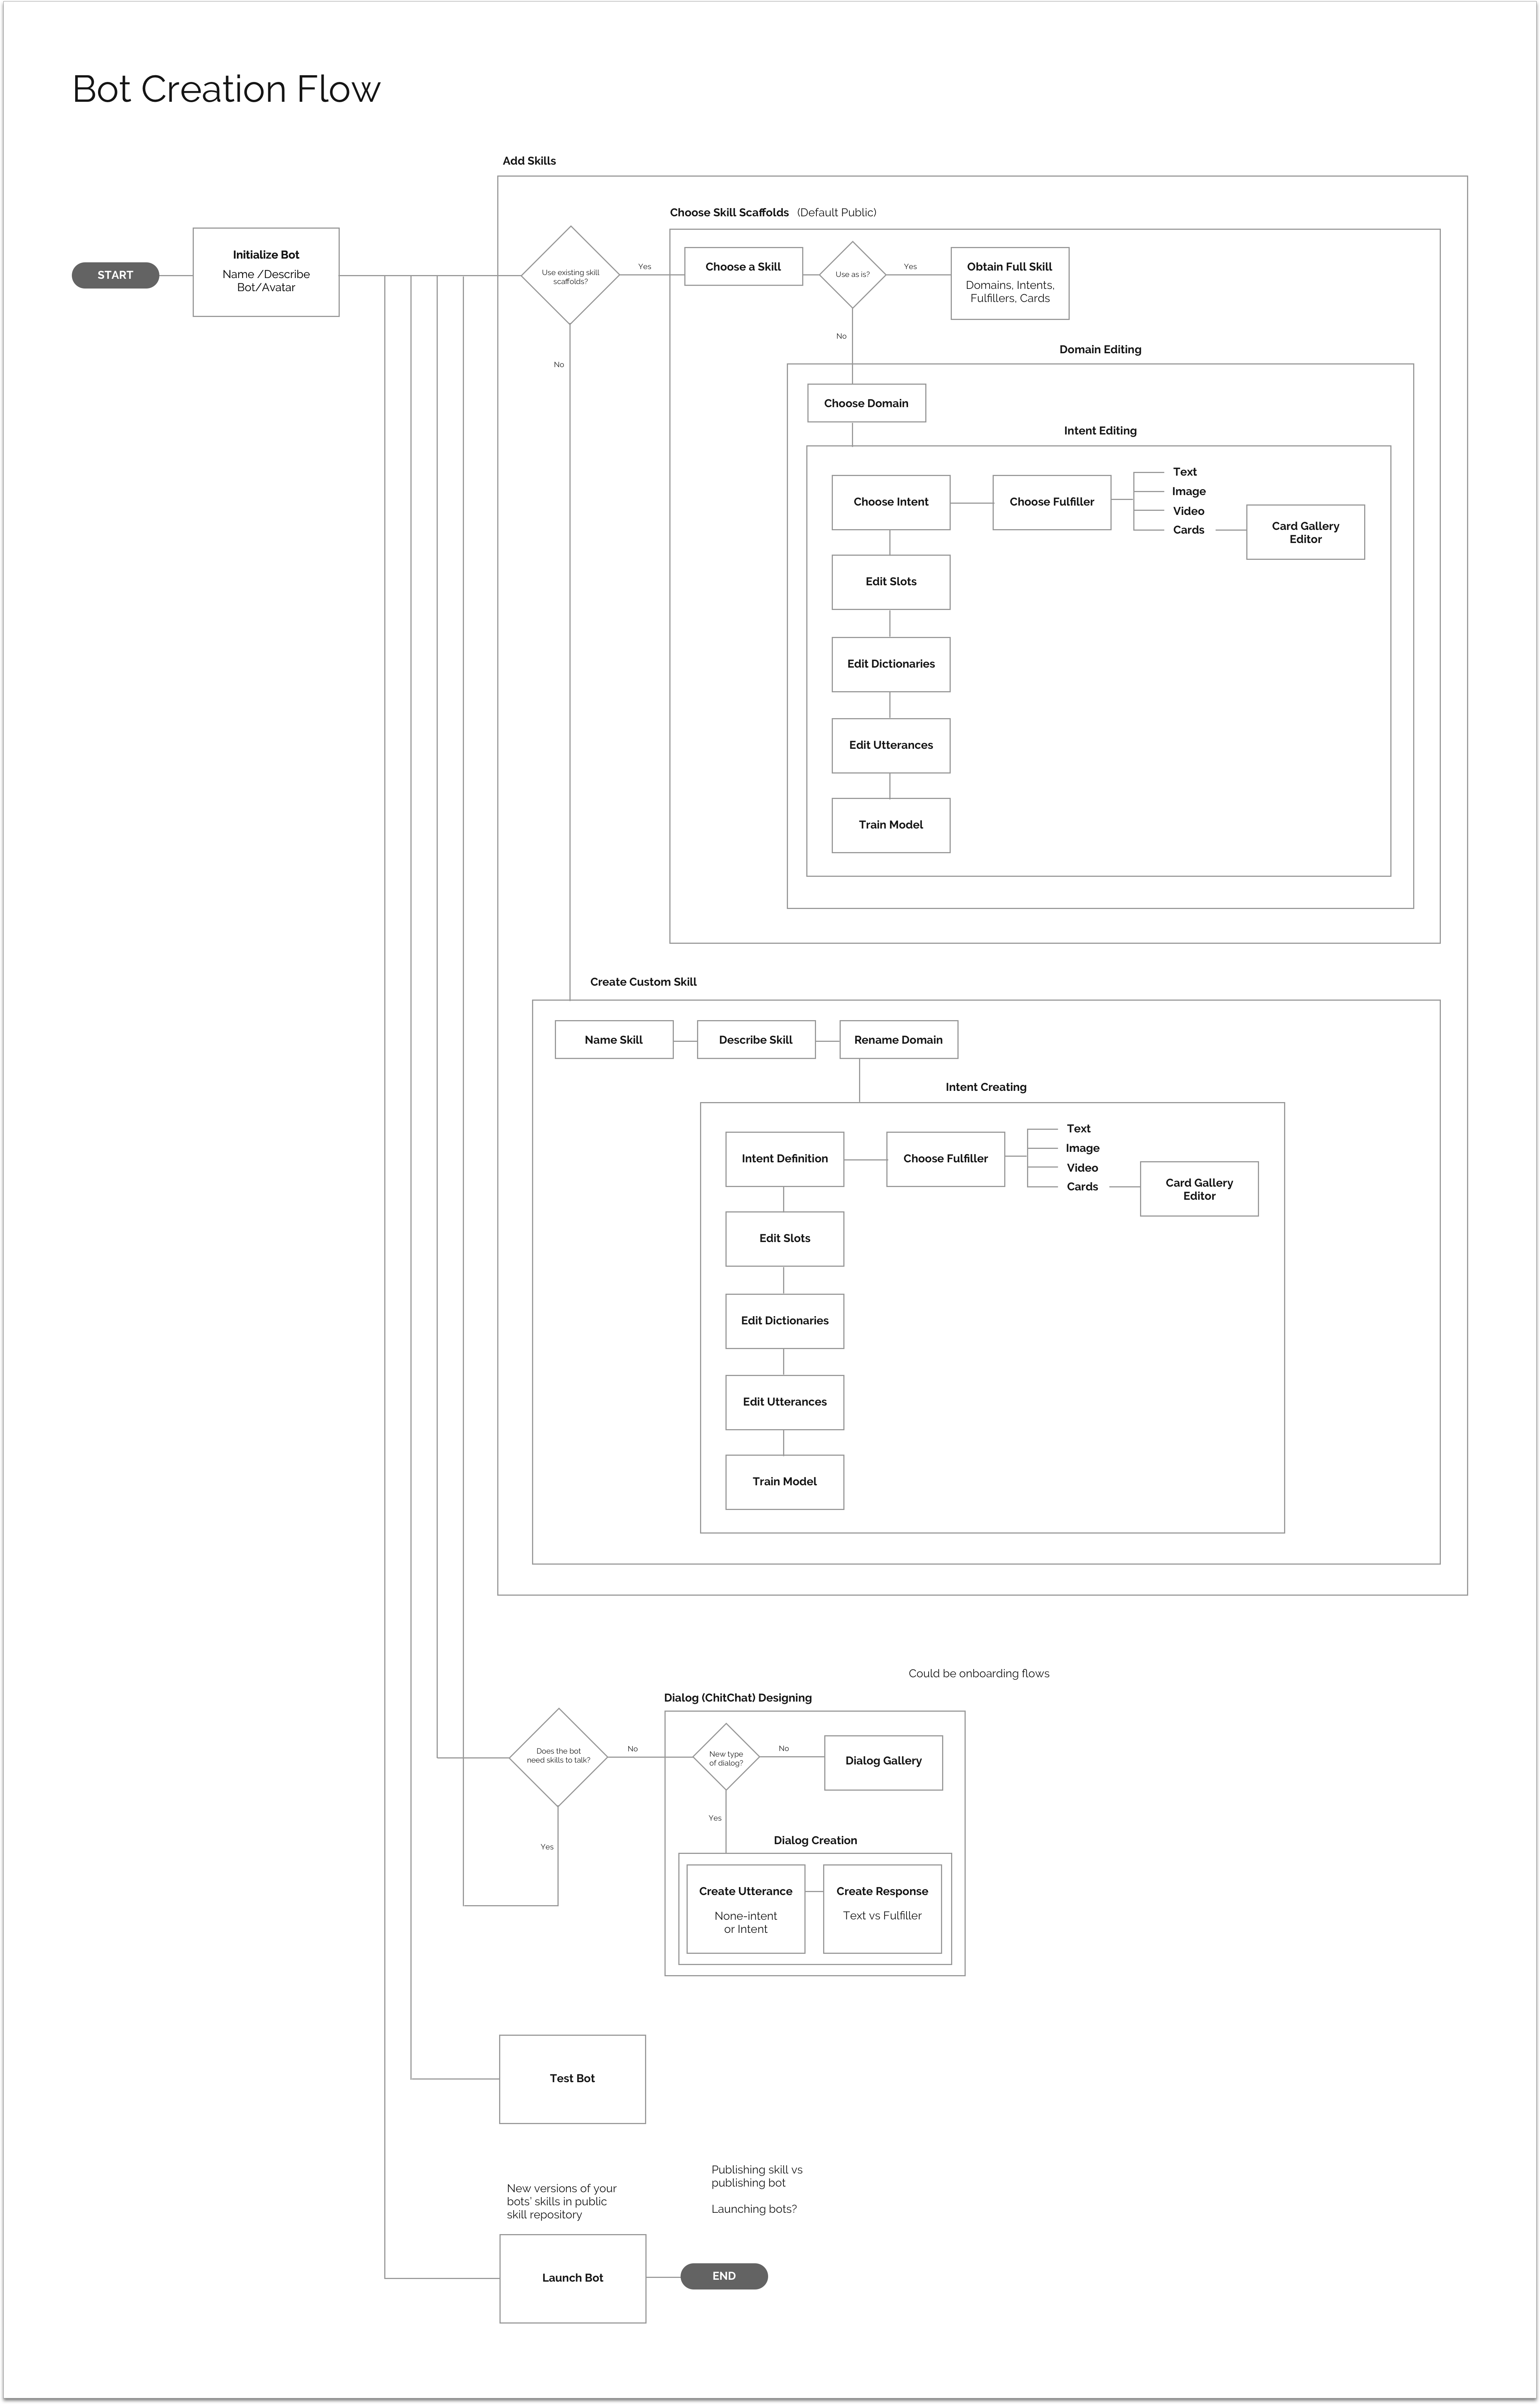 Bot Creation Flow
Add Skills
Choose Skill Scaffolds (Default Public)
START
Initialize Bot
Name /Describe
Bot/Avatar
Use existing skill
scaffolds?
Yes
Choose a Skill
Use as is?
Yes
Obtain Full Skill
Domains, Intents,
Fulfillers, Cards
No
No
Domain Editing
Choose Domain
Intent Editing
Choose Intent
Choose Fulfiller
Text
Image
Video
Cards
Card Gallery
Editor
Edit Slots
Edit Dictionaries
Edit Utterances
Train Model
Create Custom Skill
Name Skill
Describe Skill
Rename Domain
Intent Creating
Intent Definition
Choose Fulfiller
Text
Image
Video
Cards
Card Gallery
Editor
Edit Slots
Edit Dictionaries
Edit Utterances
Train Model
Could be onboarding flows
Dialog (ChitChat) Designing
Does the bot
need skills to talk?
No
New type
of dialog?
No
Dialog Gallery
Yes
Yes
Dialog Creation
Create Utterance
None-intent
or Intent
Create Response
Text vs Fulfiller
Test Bot
Publishing skill vs
publishing bot
Launching bots?
New versions of your
bots' skills in public
skill repository
Launch Bot
END